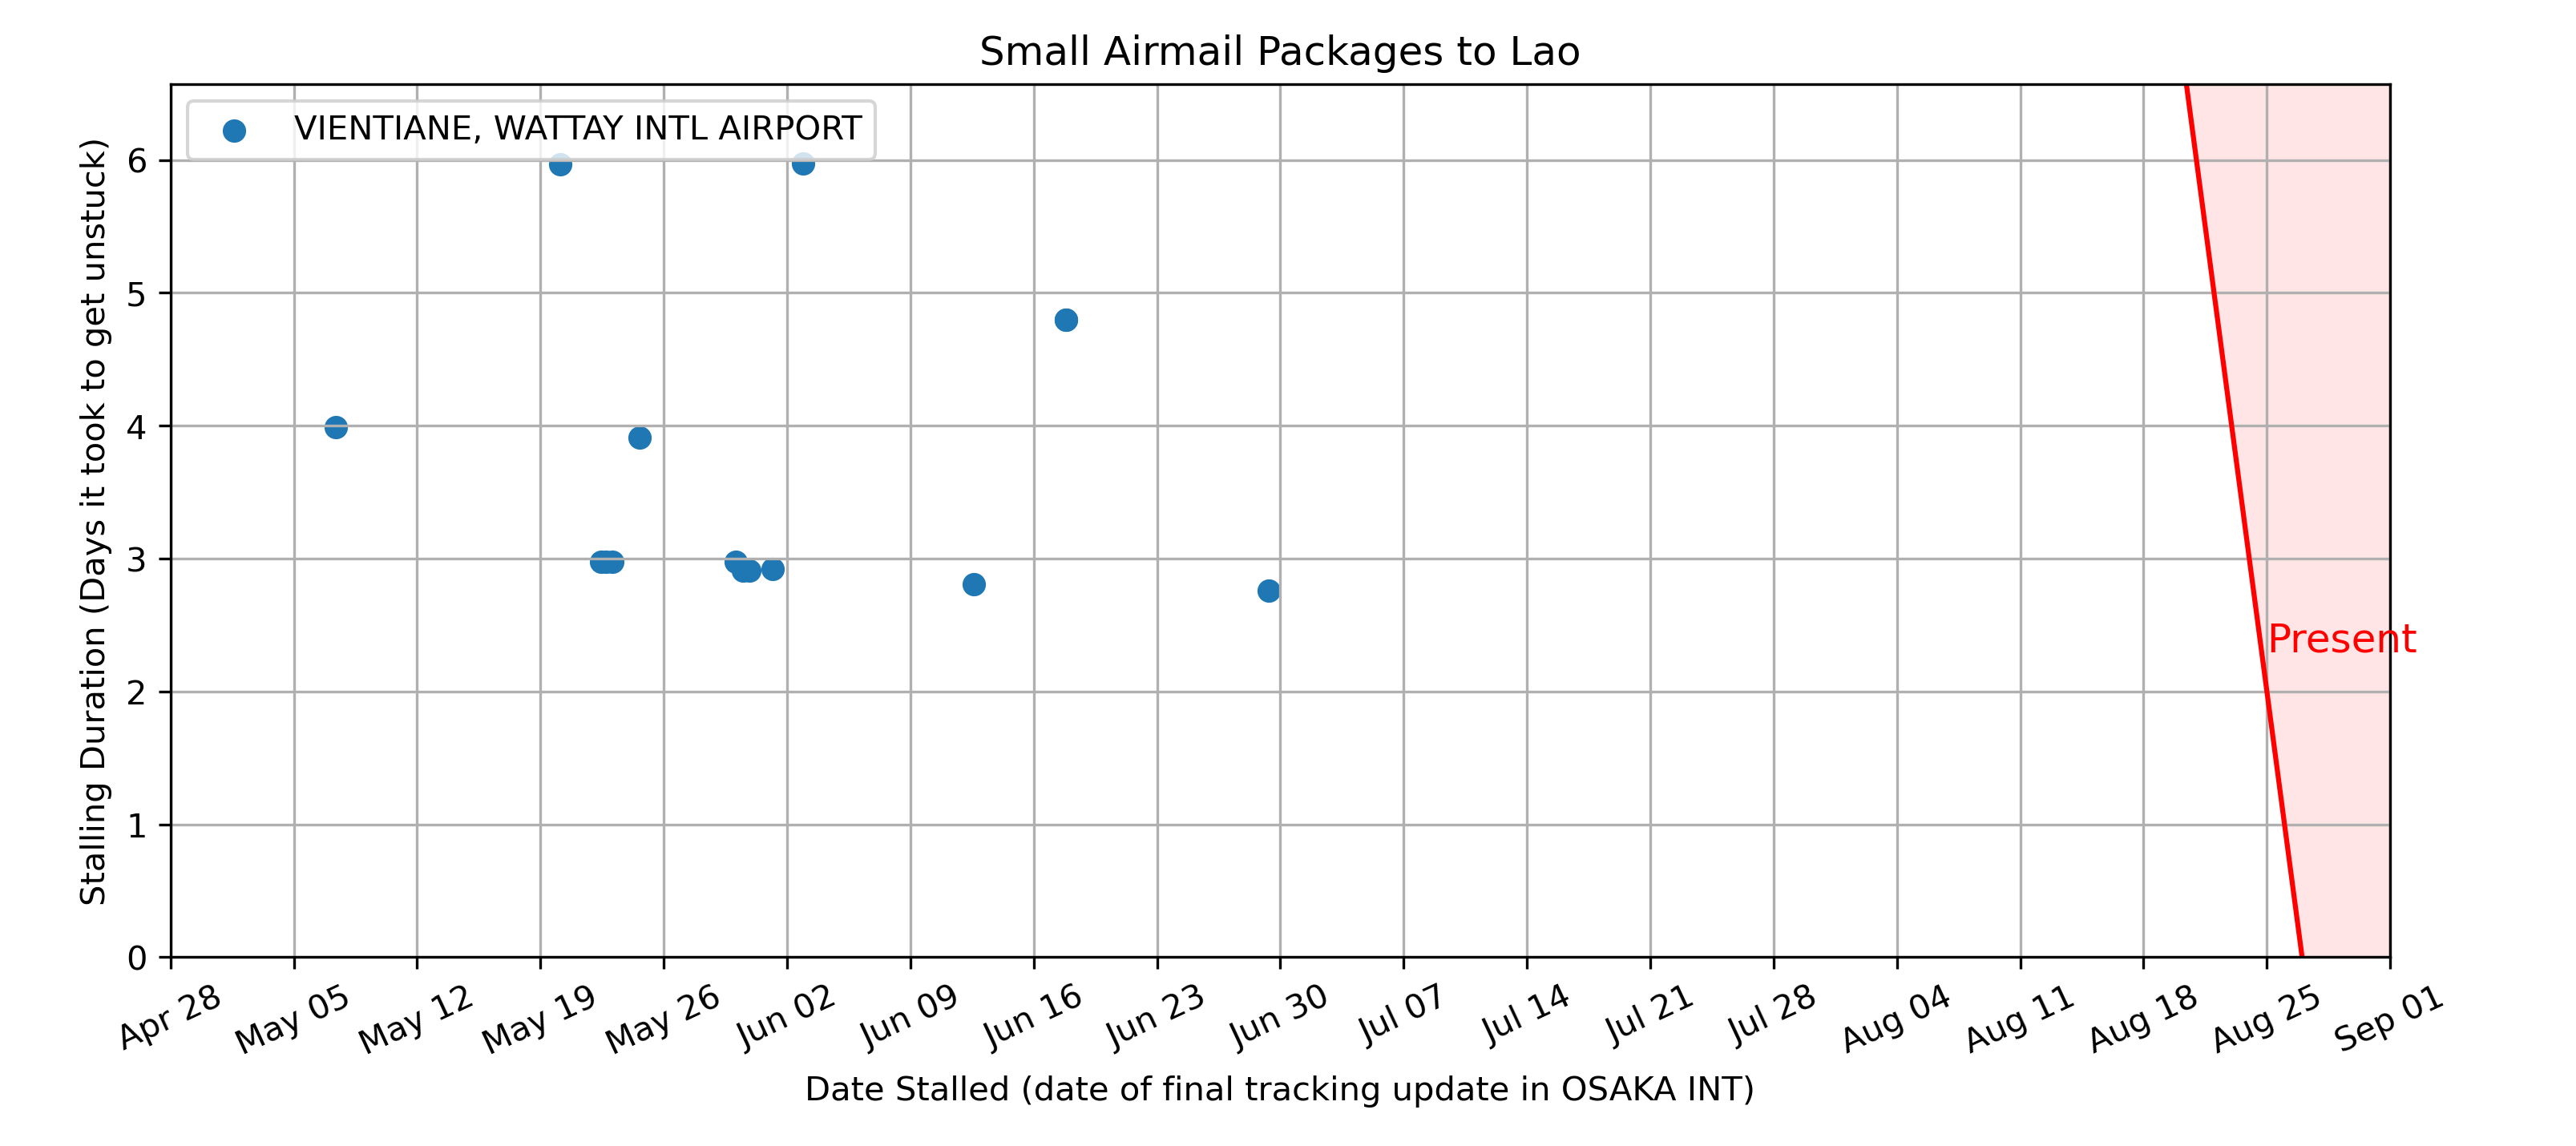 Small Airmail Packages to Lao
VIENTIANE, WATTAY INTL AIRPORT
Stalling Duration (Days it took to get unstuck)
6
5
4
3
2
1
0
Present
Apr 28 May 05 May 12 May 19 May 26 Jun 02 Jun 09 Jun 16 Jun 23 Jun 30 Jul 07 Jul 14 Jul 21 Jul 28 Aug 04 Aug 11 Aug 18 Aug 25 Sep 01
Date Stalled (date of final tracking update in OSAKA INT)